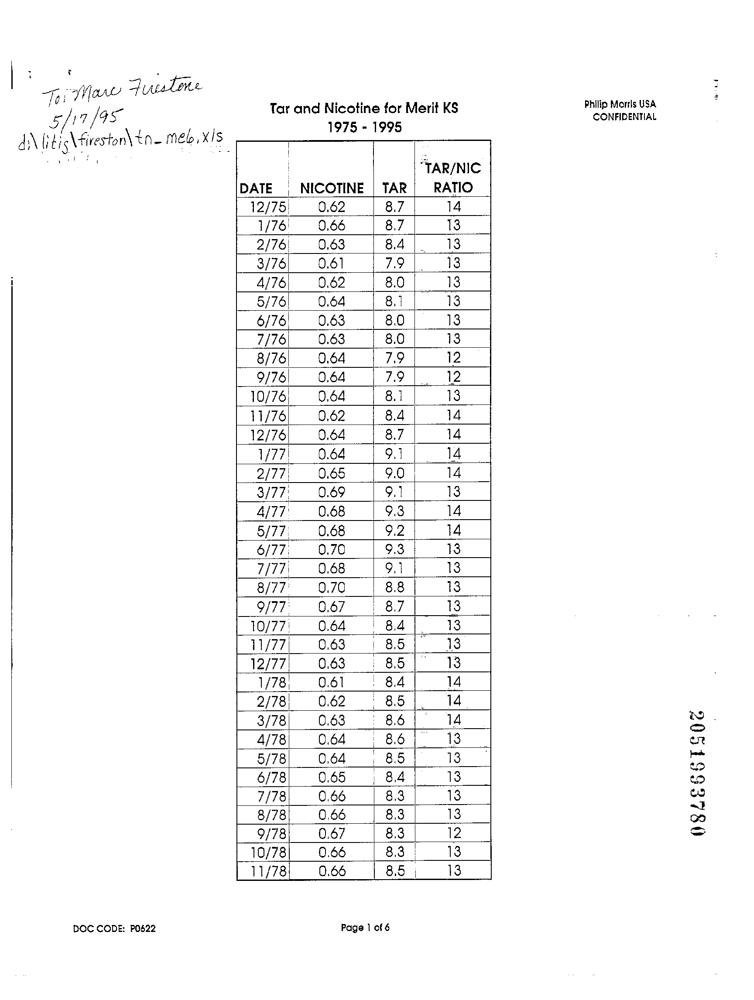 To: Marc Firestone
5/17/95
d:\litig\fireston\tn_me6.xls
Tar and Nicotine for Merit KS
1975 - 1995
Philip Morris USA
CONFIDENTIAL
DATE NICOTINE TAR TAR/NIC RATIO
12/75 0.62 8.7 14
1/76 0.66 8.7 13
2/76 0.63 8.4 13
3/76 0.61 7.9 13
4/76 0.62 8.0 13
5/76 0.64 8.1 13
6/76 0.63 8.0 13
7/76 0.63 8.0 13
8/76 0.64 7.9 12
9/76 0.64 7.9 12
10/76 0.64 8.1 13
11/76 0.62 8.4 14
12/76 0.64 8.7 14
1/77 0.64 9.1 14
2/77 0.65 9.0 14
3/77 0.69 9.1 13
4/77 0.68 9.3 14
5/77 0.68 9.2 14
6/77 0.70 9.3 13
7/77 0.68 9.1 13
8/77 0.70 8.8 13
9/77 0.67 8.7 13
10/77 0.64 8.4 13
11/77 0.63 8.5 13
12/77 0.63 8.5 13
1/78 0.61 8.4 14
2/78 0.62 8.5 14
3/78 0.63 8.6 14
4/78 0.64 8.6 13
5/78 0.64 8.5 13
6/78 0.65 8.4 13
7/78 0.66 8.3 13
8/78 0.66 8.3 13
9/78 0.67 8.3 12
10/78 0.66 8.3 13
11/78 0.66 8.5 13
2051993780
DOC CODE: P0622
Page 1 of 6